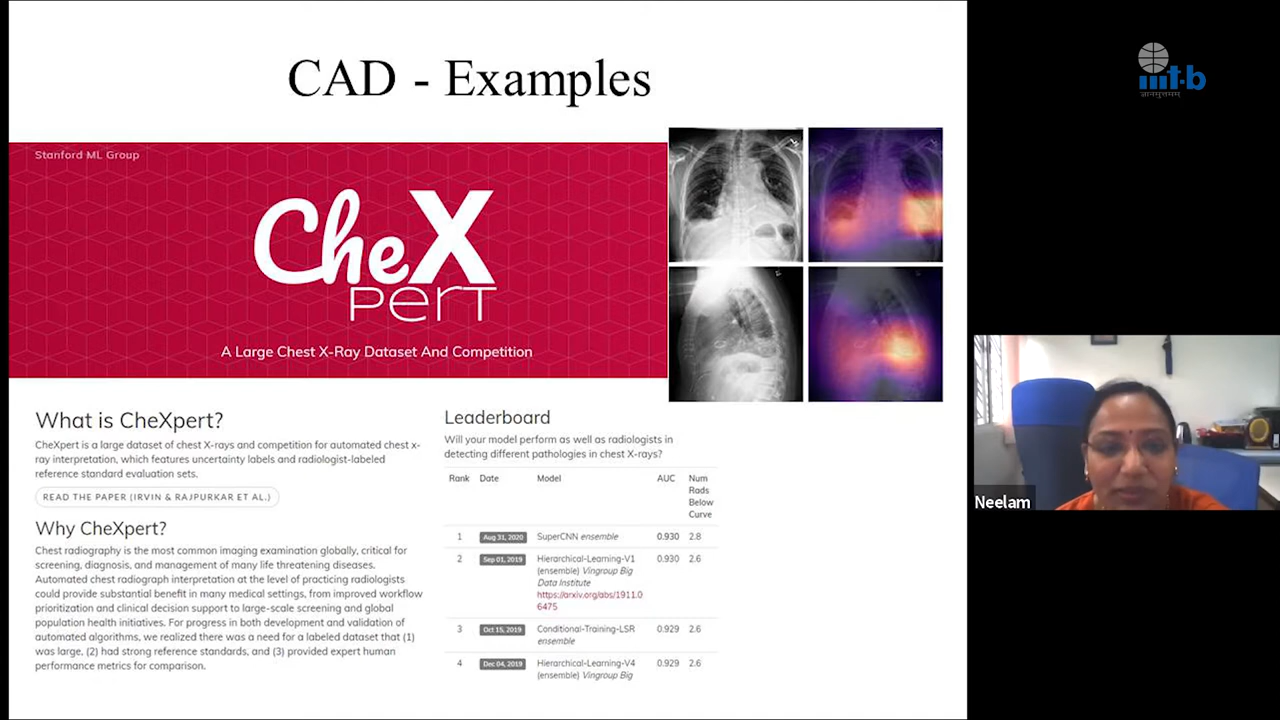 CAD - Examples
Stanford ML Group
CheX
PerT
A Large Chest X-Ray Dataset And Competition
What is CheXpert?
CheXpert is a large dataset of chest X-rays and competition for automated chest x-
ray interpretation, which features uncertainty labels and radiologist-labeled
reference standard evaluation sets.
READ THE PAPER (IRVIN & RAJPURKAR ET AL.)
Why CheXpert?
Chest radiography is the most common imaging examination globally, critical for
screening, diagnosis, and management of many life threatening diseases.
Automated chest radiograph interpretation at the level of practicing radiologists
could provide substantial benefit in many medical settings, from improved workflow
prioritization and clinical decision support to large-scale screening and global
population health initiatives. For progress in both development and validation of
automated algorithms, we realized there was a need for a labeled dataset that (1)
was large, (2) had strong reference standards, and (3) provided expert human
performance metrics for comparison.
Leaderboard
Will your model perform as well as radiologists in
detecting different pathologies in chest X-rays?
Rank Date Model AUC Num
Rads
Below
Curve
1 Aug 31, 2020 SuperCNN ensemble 0.930 2.8
2 Sep 01, 2019 Hierarchical-Learning-V1 0.930 2.6
(ensemble) Vingroup Big
Data Institute
https://arxiv.org/abs/1911.0
6475
3 Oct 15, 2019 Conditional-Training-LSR 0.929 2.6
ensemble
4 Dec 04, 2019 Hierarchical-Learning-V4 0.929 2.6
(ensemble) Vingroup Big
iiit-b
ज्ञानमुत्तमम्
Neelam